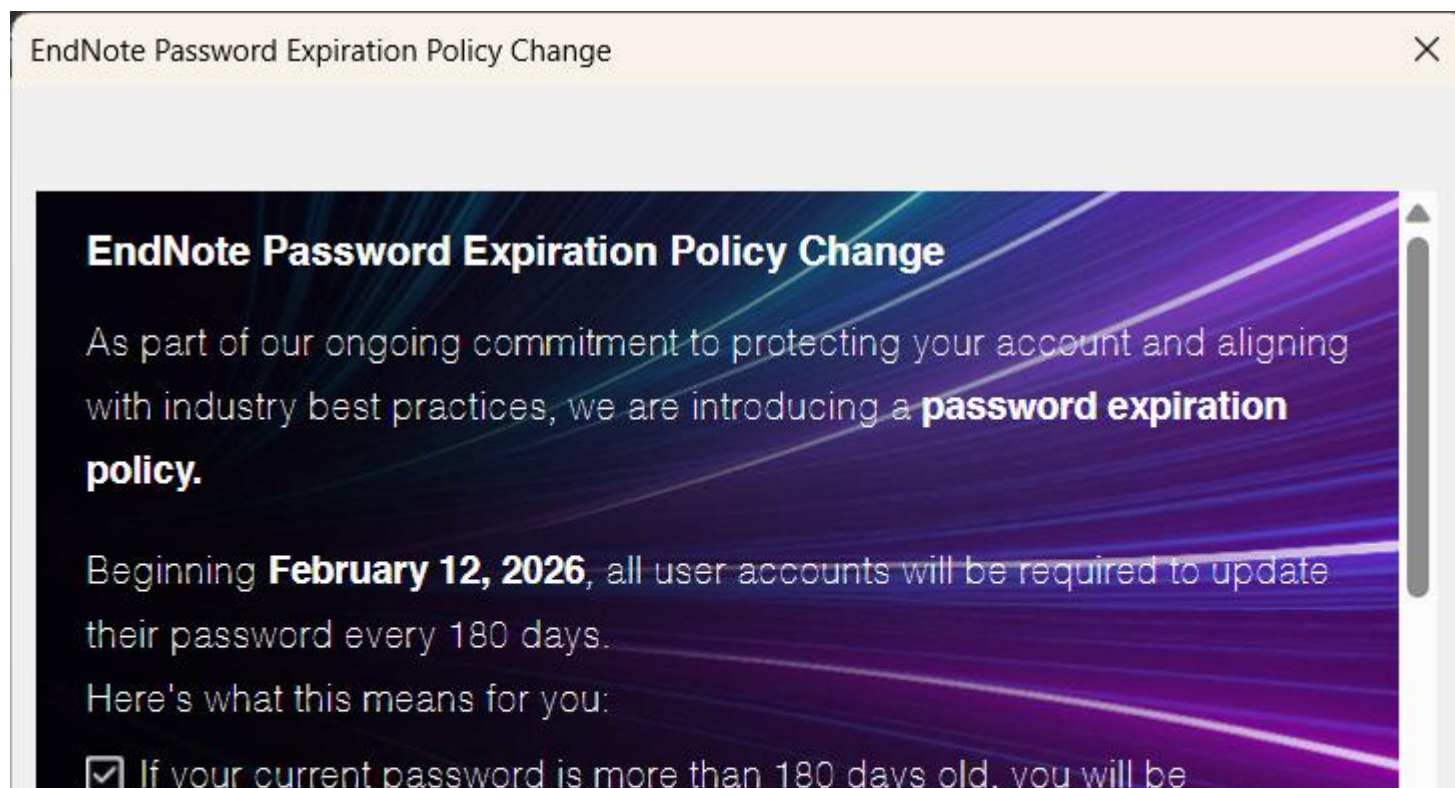 EndNote Password Expiration Policy Change
EndNote Password Expiration Policy Change
As part of our ongoing commitment to protecting your account and aligning
with industry best practices, we are introducing a password expiration
policy.
Beginning February 12, 2026, all user accounts will be required to update
their password every 180 days.
Here's what this means for you:
If your current password is more than 180 days old, you will be